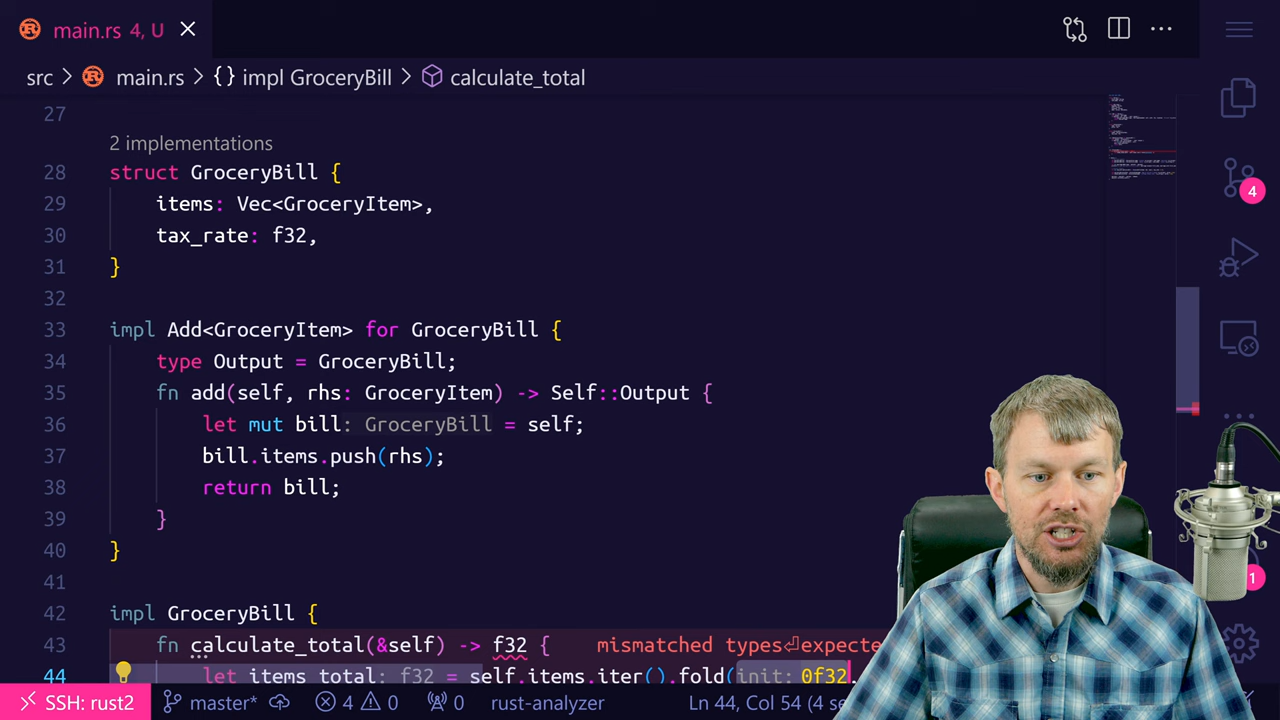 main.rs 4, U
src > main.rs > {} impl GroceryBill > calculate_total
27
2 implementations
28 struct GroceryBill {
29 items: Vec<GroceryItem>,
30 tax_rate: f32,
31 }
32
33 impl Add<GroceryItem> for GroceryBill {
34 type Output = GroceryBill;
35 fn add(self, rhs: GroceryItem) -> Self::Output {
36 let mut bill: GroceryBill = self;
37 bill.items.push(rhs);
38 return bill;
39 }
40 }
41
42 impl GroceryBill {
43 fn calculate_total(&self) -> f32 { mismatched types⏎expecte
44 let items_total: f32 = self.items.iter().fold(init: 0f32,
4
1
SSH: rust2 master* 4 0 0 rust-analyzer Ln 44, Col 54 (4 se